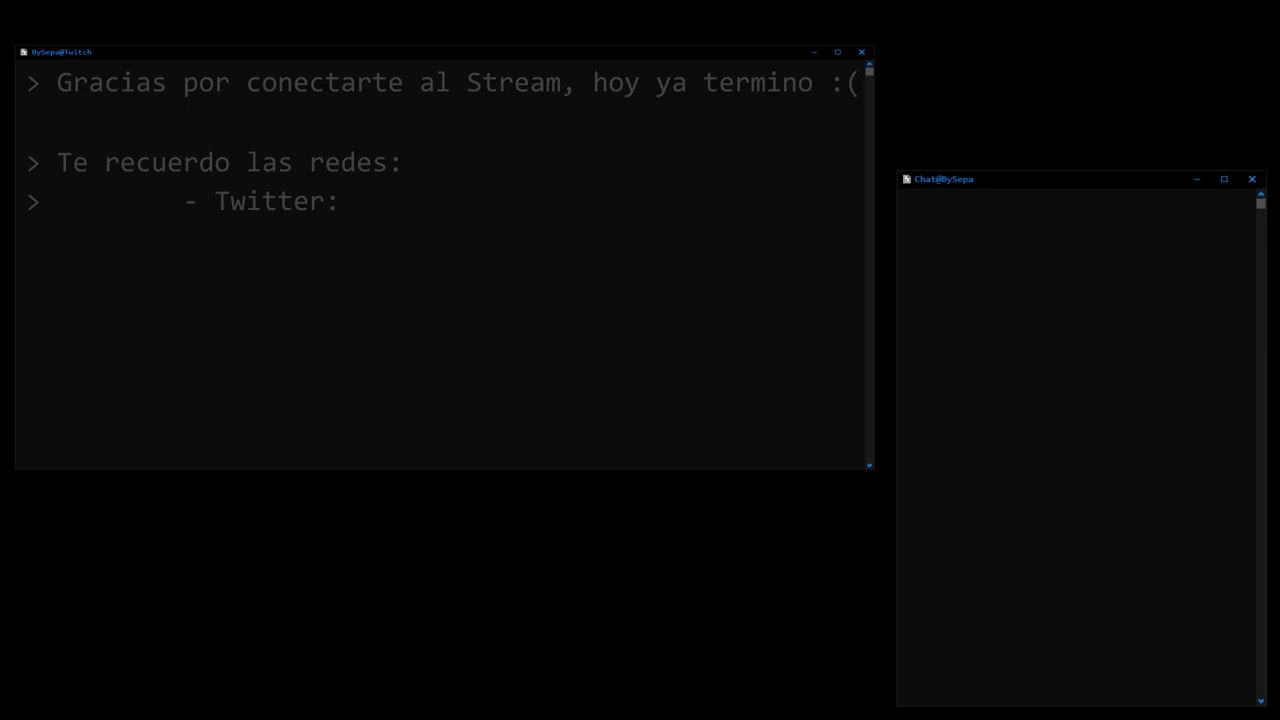 BySepa@Twitch
> Gracias por conectarte al Stream, hoy ya termino :(
> Te recuerdo las redes:
> - Twitter:
Chat@BySepa